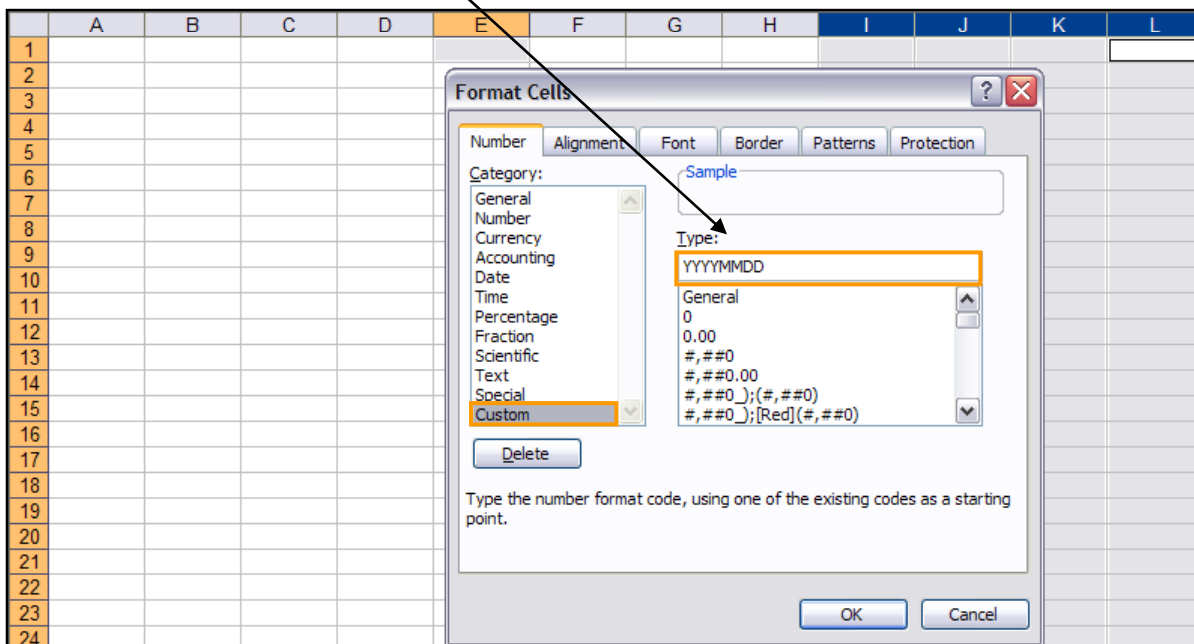 A B C D E F G H I J K L
1
2
Format Cells ?
3
4
Number Alignment Font Border Patterns Protection
5
6
Category: Sample
7
General
Number
8
Currency Type:
9
Accounting YYYYMMDD
10
Date
11
Time General
Percentage 0
12
Fraction 0.00
13
Scientific #,##0
14
Text #,##0.00
15
Special #,##0_);(#,##0)
Custom #,##0_);[Red](#,##0)
16
17
Delete
18
19
Type the number format code, using one of the existing codes as a starting
point.
20
21
22
23
OK Cancel
24